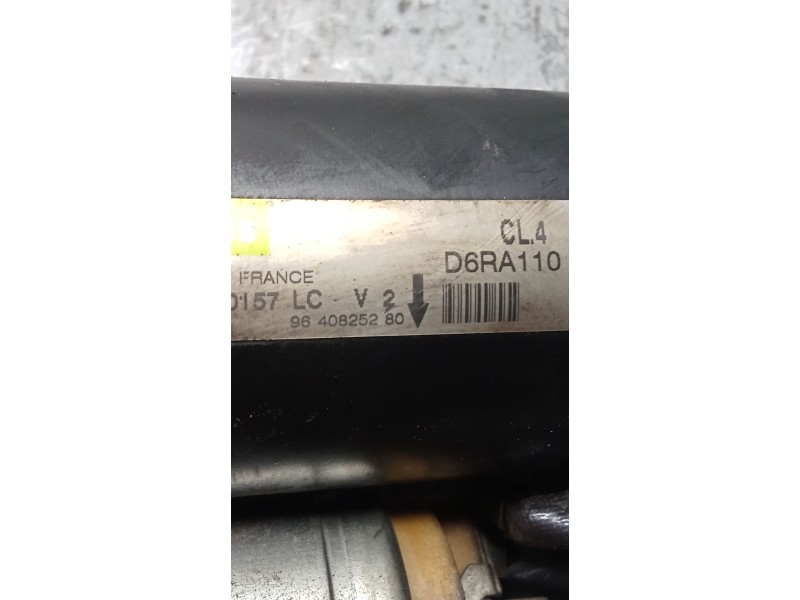 CL.4
D6RA110
FRANCE
0157 LC - V 2
96 408252 80